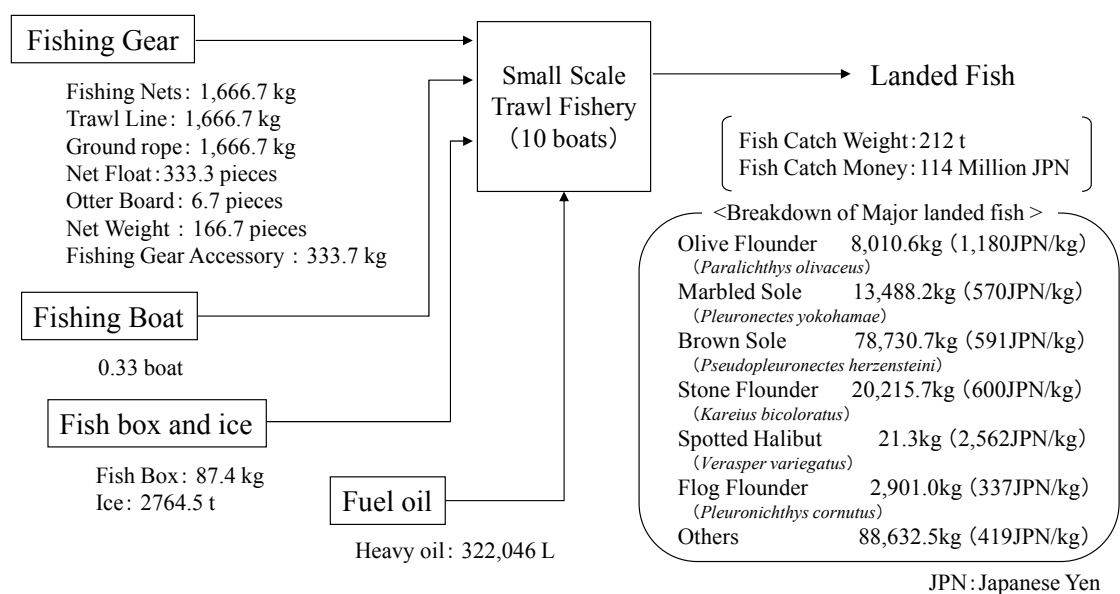 Fishing Gear
Fishing Nets: 1,666.7 kg
Trawl Line: 1,666.7 kg
Ground rope: 1,666.7 kg
Net Float: 333.3 pieces
Otter Board: 6.7 pieces
Net Weight : 166.7 pieces
Fishing Gear Accessory : 333.7 kg
Fishing Boat
0.33 boat
Fish box and ice
Fish Box: 87.4 kg
Ice: 2764.5 t
Fuel oil
Heavy oil: 322,046 L
Small Scale
Trawl Fishery
(10 boats)
Landed Fish
Fish Catch Weight: 212 t
Fish Catch Money: 114 Million JPN
<Breakdown of Major landed fish >
Olive Flounder 8,010.6kg (1,180JPN/kg)
(Paralichthys olivaceus)
Marbled Sole 13,488.2kg (570JPN/kg)
(Pleuronectes yokohamae)
Brown Sole 78,730.7kg (591JPN/kg)
(Pseudopleuronectes herzensteini)
Stone Flounder 20,215.7kg (600JPN/kg)
(Kareius bicoloratus)
Spotted Halibut 21.3kg (2,562JPN/kg)
(Verasper variegatus)
Flog Flounder 2,901.0kg (337JPN/kg)
(Pleuronichthys cornutus)
Others 88,632.5kg (419JPN/kg)
JPN: Japanese Yen